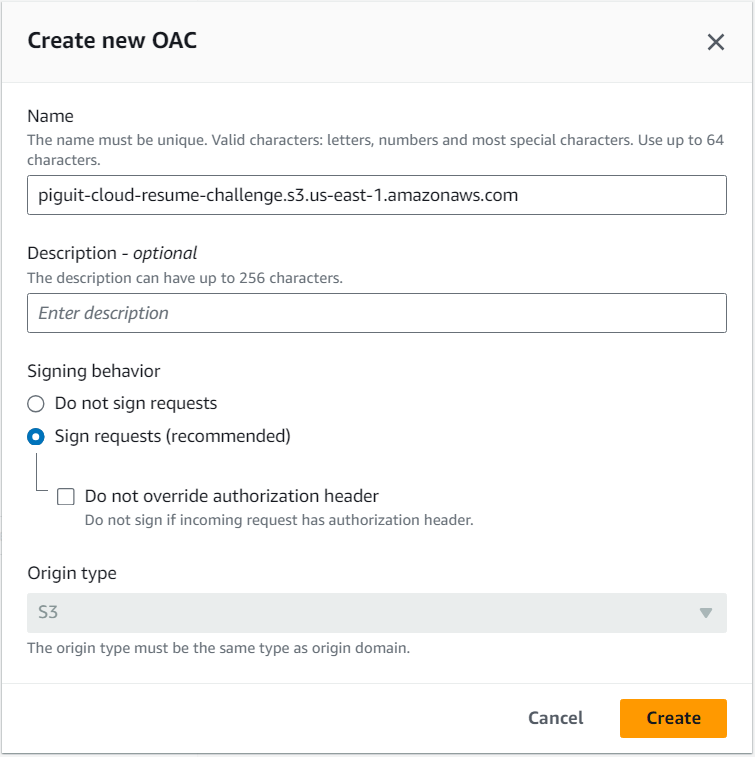 Create new OAC
Name
The name must be unique. Valid characters: letters, numbers and most special characters. Use up to 64
characters.
piguit-cloud-resume-challenge.s3.us-east-1.amazonaws.com
Description - optional
The description can have up to 256 characters.
Enter description
Signing behavior
Do not sign requests
Sign requests (recommended)
Do not override authorization header
Do not sign if incoming request has authorization header.
Origin type
S3
The origin type must be the same type as origin domain.
Cancel
Create